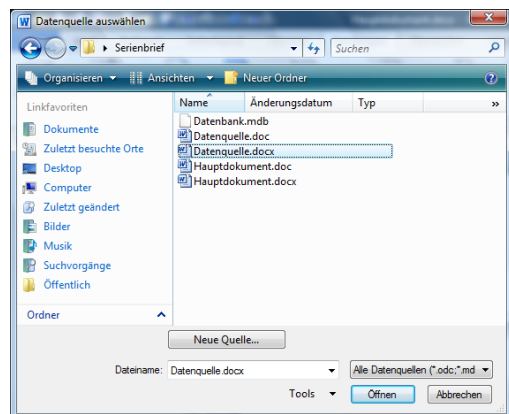 Datenquelle auswählen
Serienbrief
Suchen
Organisieren Ansichten Neuer Ordner
Linkfavoriten
Dokumente
Zuletzt besuchte Orte
Desktop
Computer
Zuletzt geändert
Bilder
Musik
Suchvorgänge
Öffentlich
Ordner
Name Änderungsdatum Typ »
Datenbank.mdb
Datenquelle.doc
Datenquelle.docx
Hauptdokument.doc
Hauptdokument.docx
Neue Quelle...
Dateiname: Datenquelle.docx Alle Datenquellen (*.odc;*.md
Tools Öffnen Abbrechen